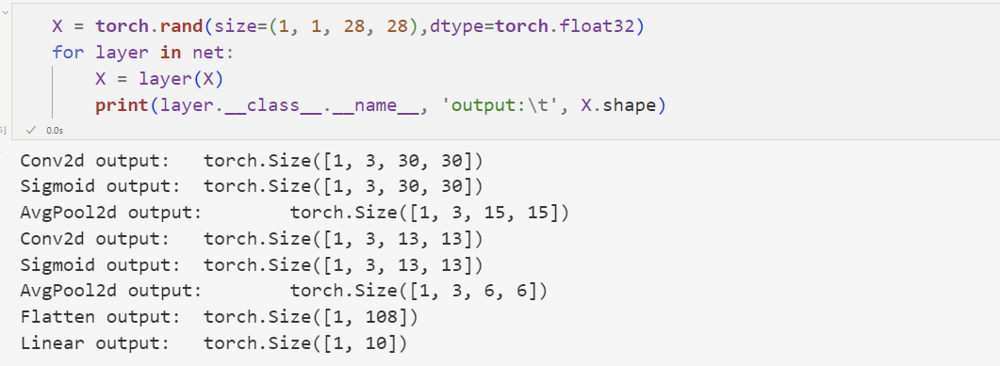 X = torch.rand(size=(1, 1, 28, 28),dtype=torch.float32)
for layer in net:
    X = layer(X)
    print(layer.__class__.__name__, 'output:\t', X.shape)
5]
✓ 0.0s
Conv2d output:	 torch.Size([1, 3, 30, 30])
Sigmoid output:	 torch.Size([1, 3, 30, 30])
AvgPool2d output:	 torch.Size([1, 3, 15, 15])
Conv2d output:	 torch.Size([1, 3, 13, 13])
Sigmoid output:	 torch.Size([1, 3, 13, 13])
AvgPool2d output:	 torch.Size([1, 3, 6, 6])
Flatten output:	 torch.Size([1, 108])
Linear output:	 torch.Size([1, 10])